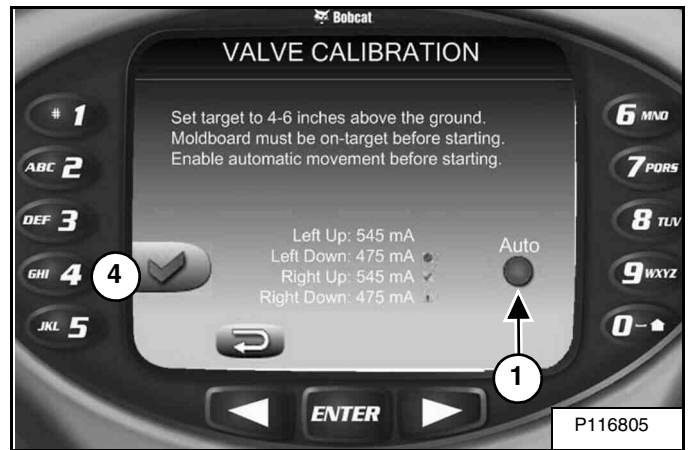 Bobcat
VALVE CALIBRATION
Set target to 4-6 inches above the ground.
Moldboard must be on-target before starting.
Enable automatic movement before starting.
Left Up: 545 mA
Left Down: 475 mA
Right Up: 545 mA
Right Down: 475 mA
Auto
# 1
ABC 2
DEF 3
GHI 4
JKL 5
6 MNO
7 PQRS
8 TUV
9 WXYZ
0-
ENTER
4
1
P116805